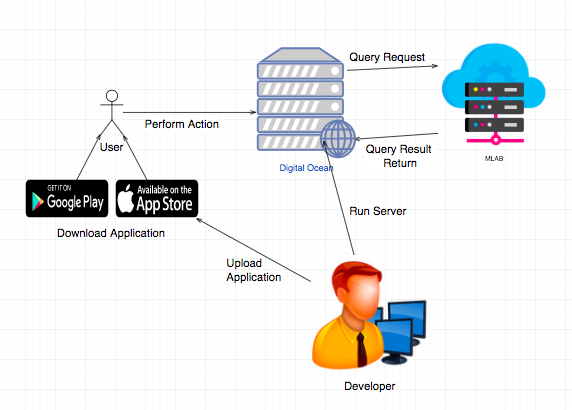 Query Request
Perform Action
User
Digital Ocean
Query Result
Return
MLAB
GET IT ON
Google Play
Available on the
App Store
Download Application
Run Server
Upload
Application
Developer